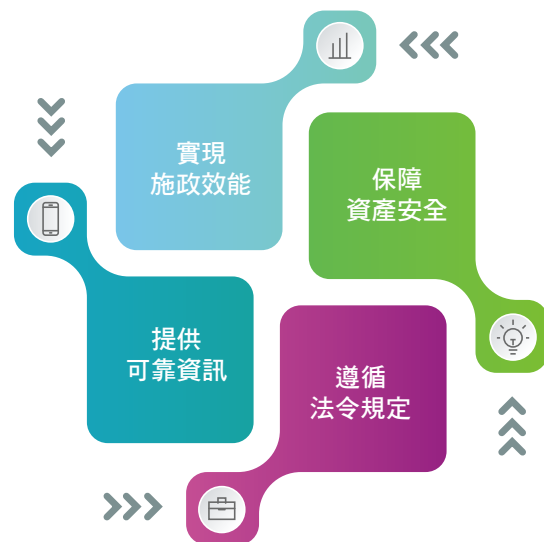 實現
施政效能
保障
資產安全
提供
可靠資訊
遵循
法令規定